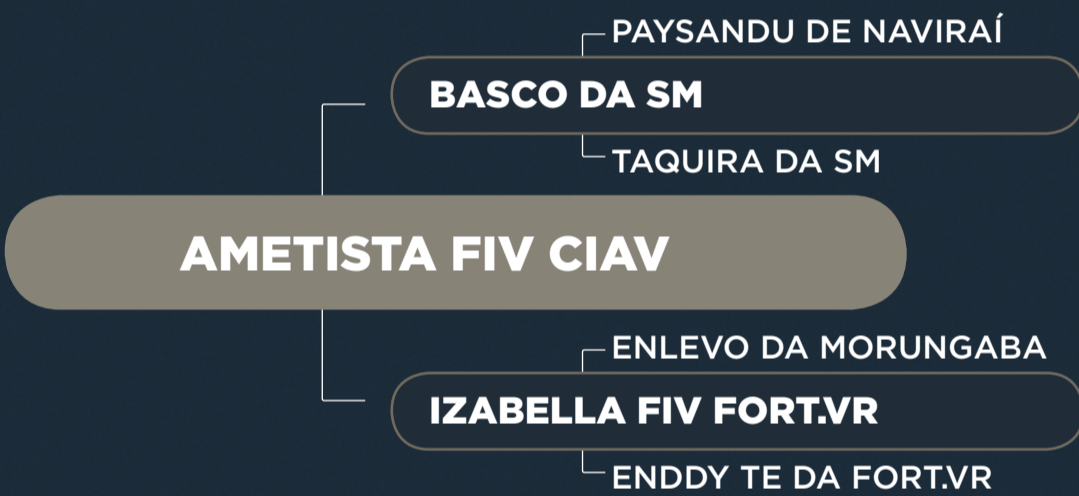 PAYSANDU DE NAVIRAÍ
BASCO DA SM
TAQUIRA DA SM
AMETISTA FIV CIAV
ENLEVO DA MORUNGABA
IZABELLA FIV FORT.VR
ENDDY TE DA FORT.VR